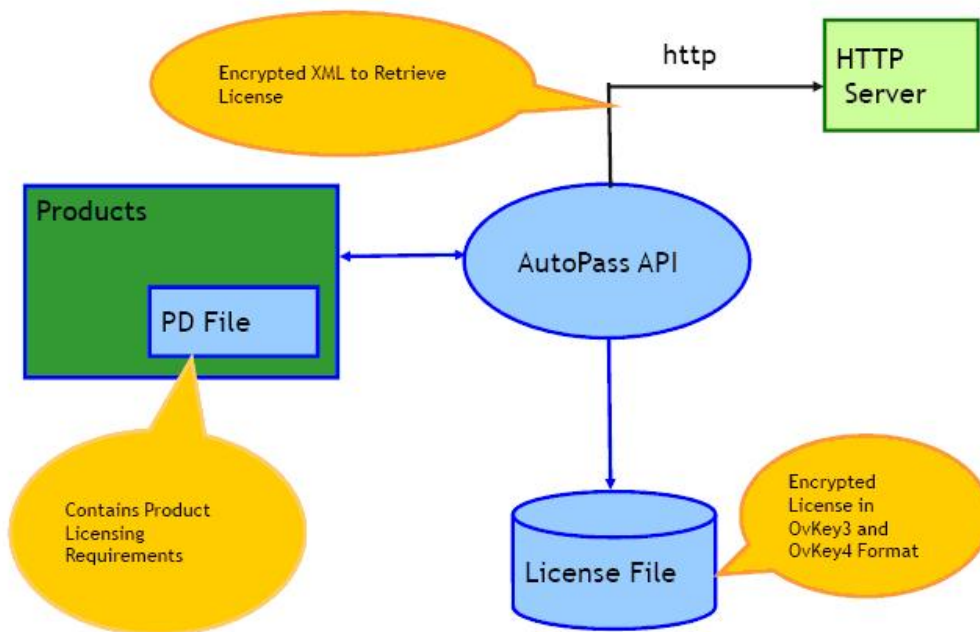 Encrypted XML to Retrieve
License
http
HTTP
Server
Products
PD File
AutoPass API
Contains Product
Licensing
Requirements
License File
Encrypted
License in
OvKey3 and
OvKey4 Format